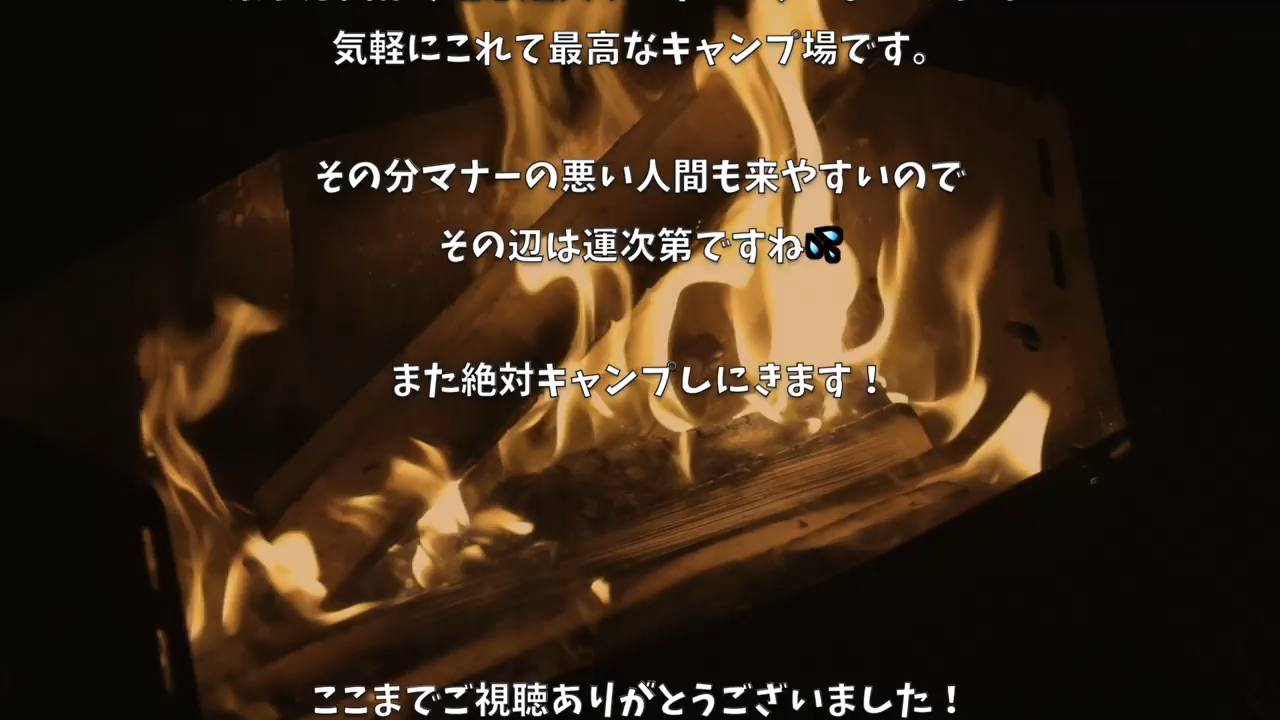 気軽にこれて最高なキャンプ場です。
その分マナーの悪い人間も来やすいので
その辺は運次第ですね💦
また絶対キャンプしにきます！
ここまでご視聴ありがとうございました！